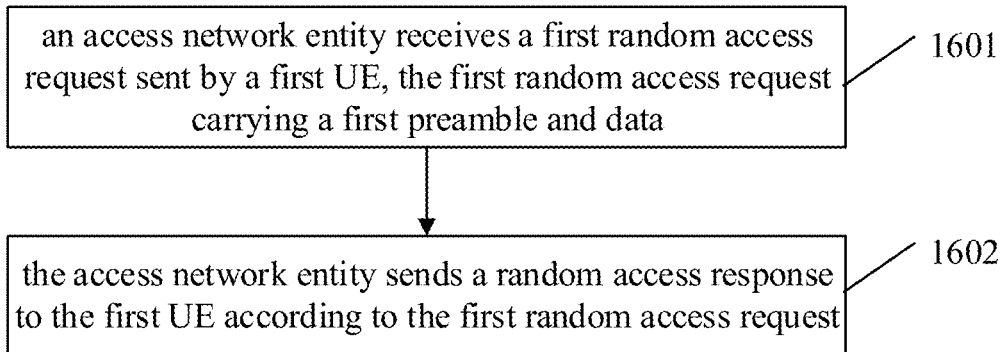 an access network entity receives a first random access
request sent by a first UE, the first random access request
carrying a first preamble and data
1601
the access network entity sends a random access response
to the first UE according to the first random access request
1602